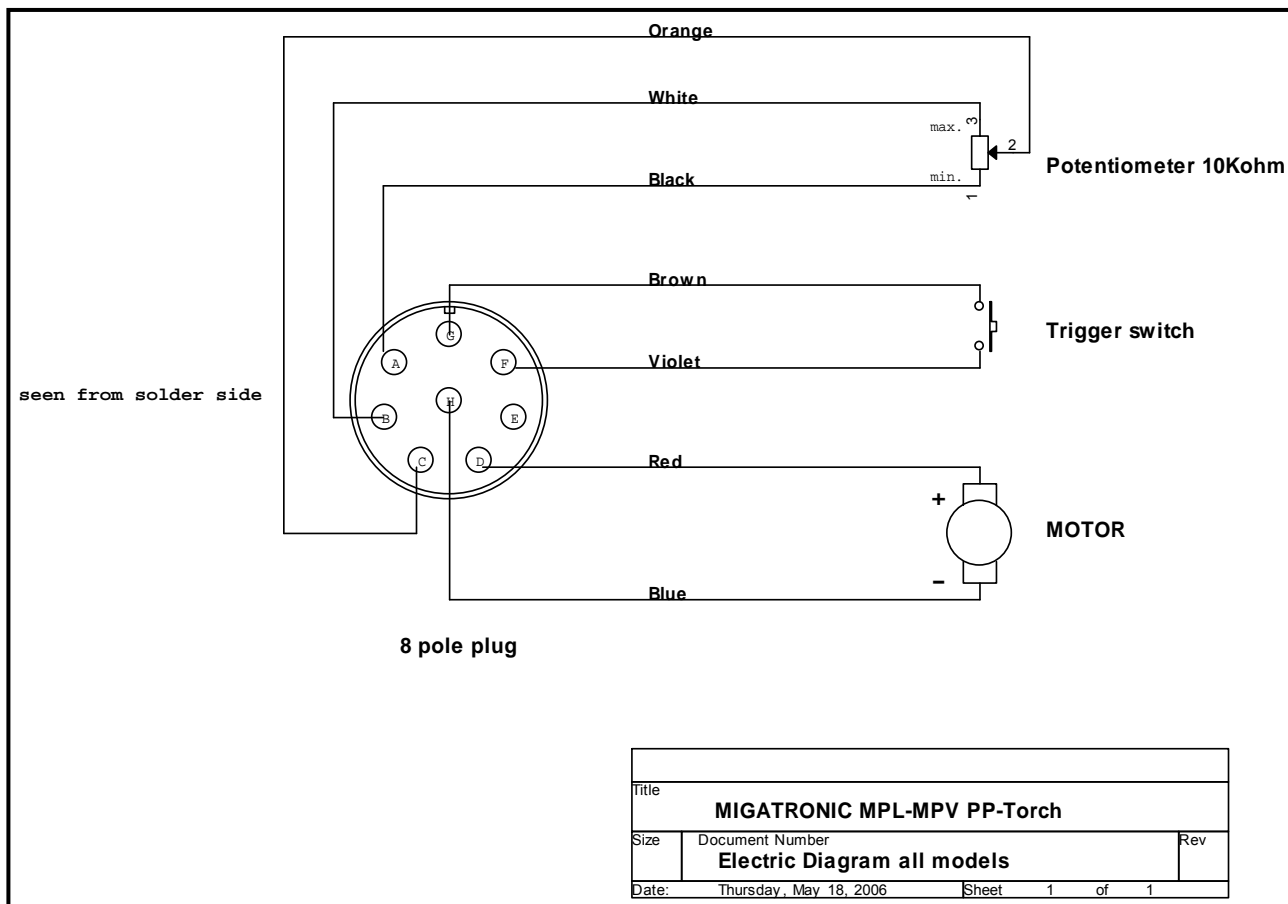 Orange
White
max. 3
2
Potentiometer 10Kohm
min.
1
Black
Brown
G
Trigger switch
A
F
Violet
seen from solder side
H
B
E
C
D
Red
+
MOTOR
−
Blue
8 pole plug
Title
MIGATRONIC MPL-MPV PP-Torch
Size Document Number Rev
Electric Diagram all models
Date: Thursday, May 18, 2006 Sheet 1 of 1